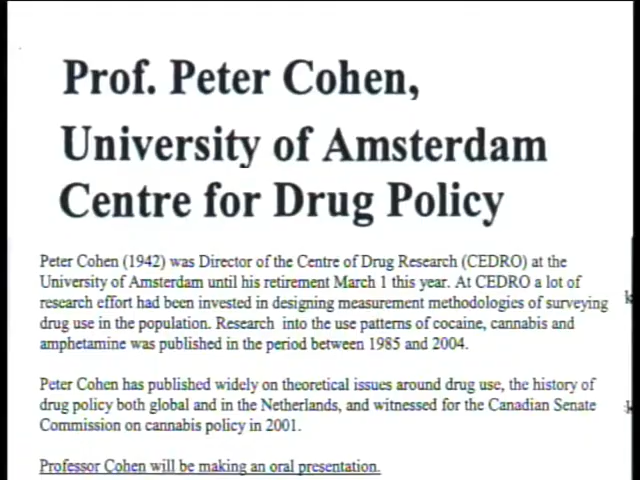 Prof. Peter Cohen,
University of Amsterdam
Centre for Drug Policy
Peter Cohen (1942) was Director of the Centre of Drug Research (CEDRO) at the
University of Amsterdam until his retirement March 1 this year. At CEDRO a lot of
research effort had been invested in designing measurement methodologies of surveying
drug use in the population. Research into the use patterns of cocaine, cannabis and
amphetamine was published in the period between 1985 and 2004.
Peter Cohen has published widely on theoretical issues around drug use, the history of
drug policy both global and in the Netherlands, and witnessed for the Canadian Senate
Commission on cannabis policy in 2001.
Professor Cohen will be making an oral presentation.